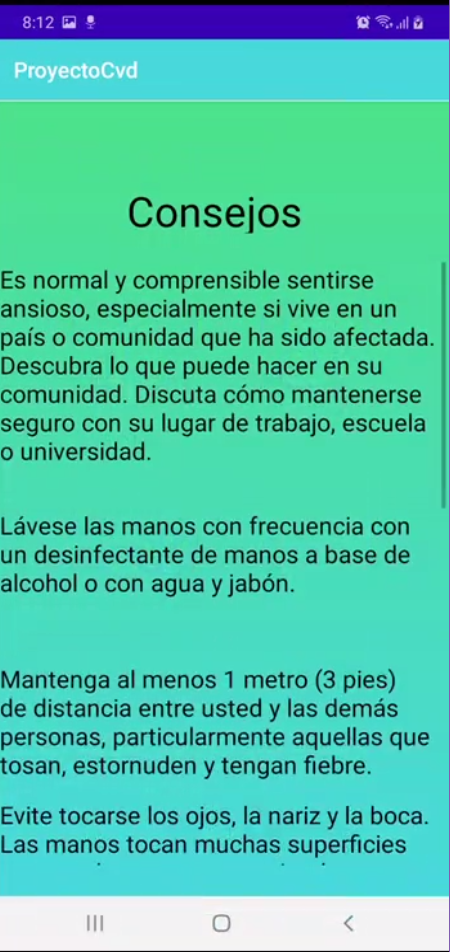 8:12
ProyectoCvd
Consejos
Es normal y comprensible sentirse
ansioso, especialmente si vive en un
país o comunidad que ha sido afectada.
Descubra lo que puede hacer en su
comunidad. Discuta cómo mantenerse
seguro con su lugar de trabajo, escuela
o universidad.
Lávese las manos con frecuencia con
un desinfectante de manos a base de
alcohol o con agua y jabón.
Mantenga al menos 1 metro (3 pies)
de distancia entre usted y las demás
personas, particularmente aquellas que
tosan, estornuden y tengan fiebre.
Evite tocarse los ojos, la nariz y la boca.
Las manos tocan muchas superficies